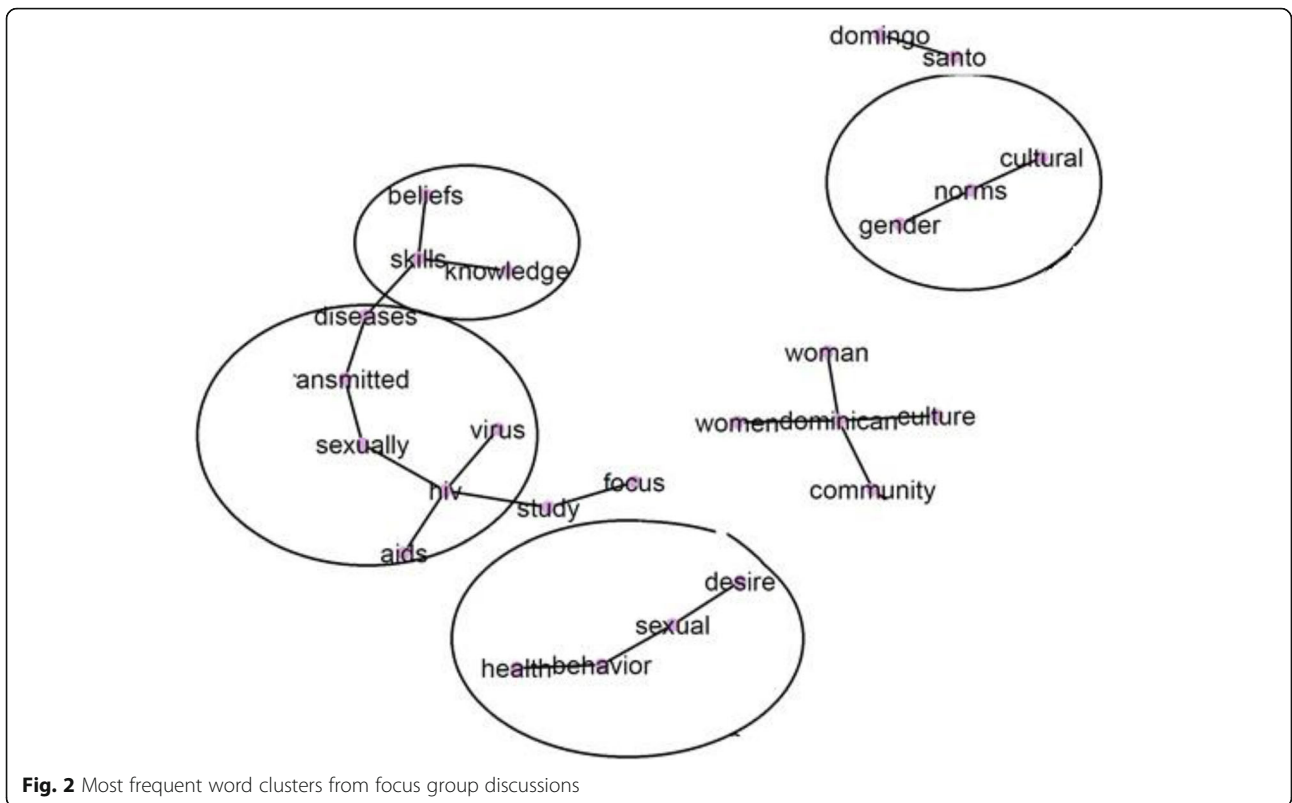 domingo
santo
cultural
norms
gender
beliefs
skills
knowledge
diseases
ansmitted
sexually
virus
hiv
aids
study
focus
woman
women
dominican
culture
community
desire
sexual
behavior
health
Fig. 2 Most frequent word clusters from focus group discussions